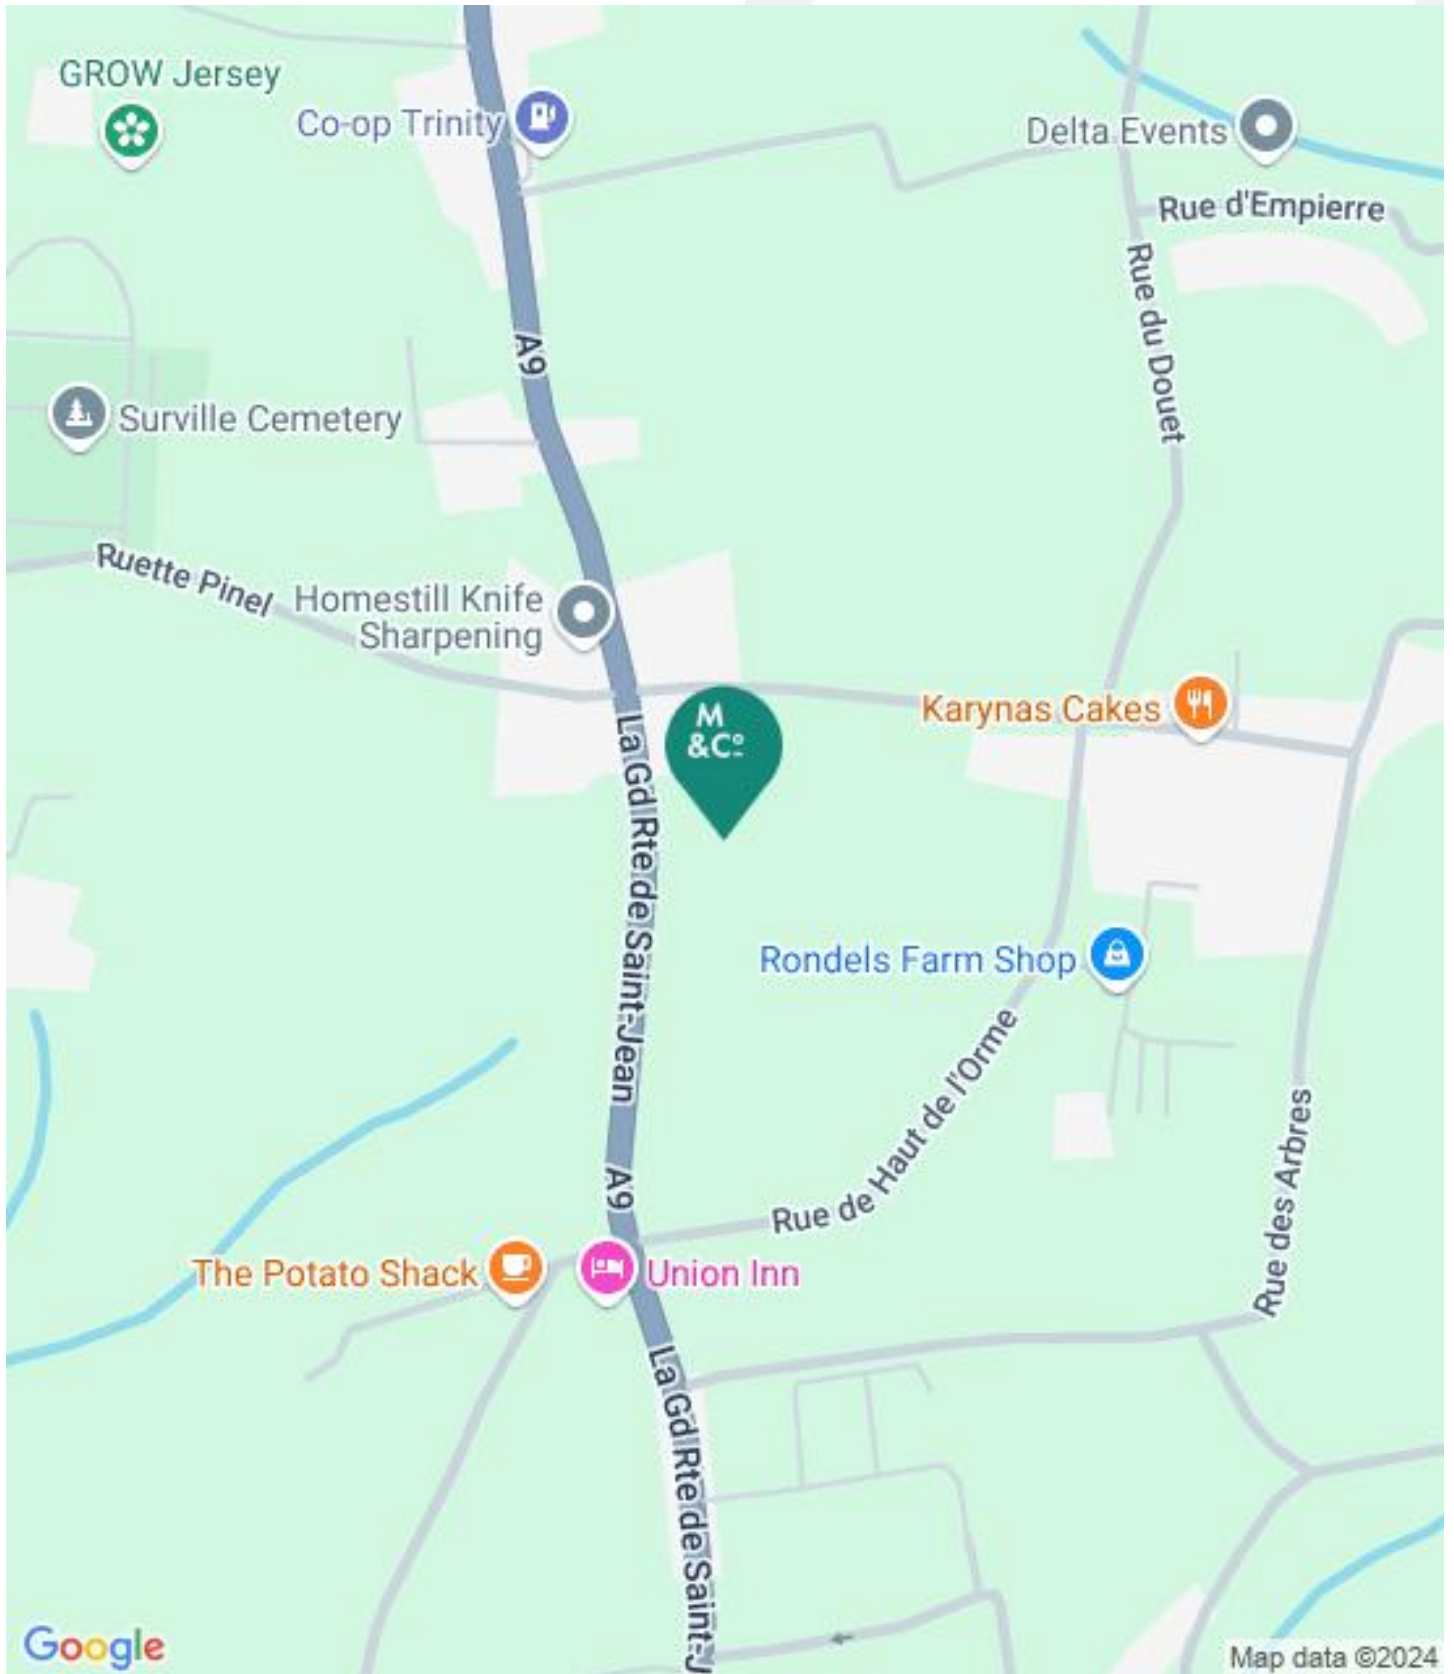 GROW Jersey
Co-op Trinity
Delta Events
Rue d'Empierre
Rue du Douet
A9
Surville Cemetery
Ruette Pinel
Homestill Knife
Sharpening
M
&Cº
Karynas Cakes
La Gd Rte de Saint-Jean
Rondels Farm Shop
Rue de Haut de l'Orme
Rue des Arbres
A9
The Potato Shack
Union Inn
La Gd Rte de Saint-J
Google
Map data ©2024